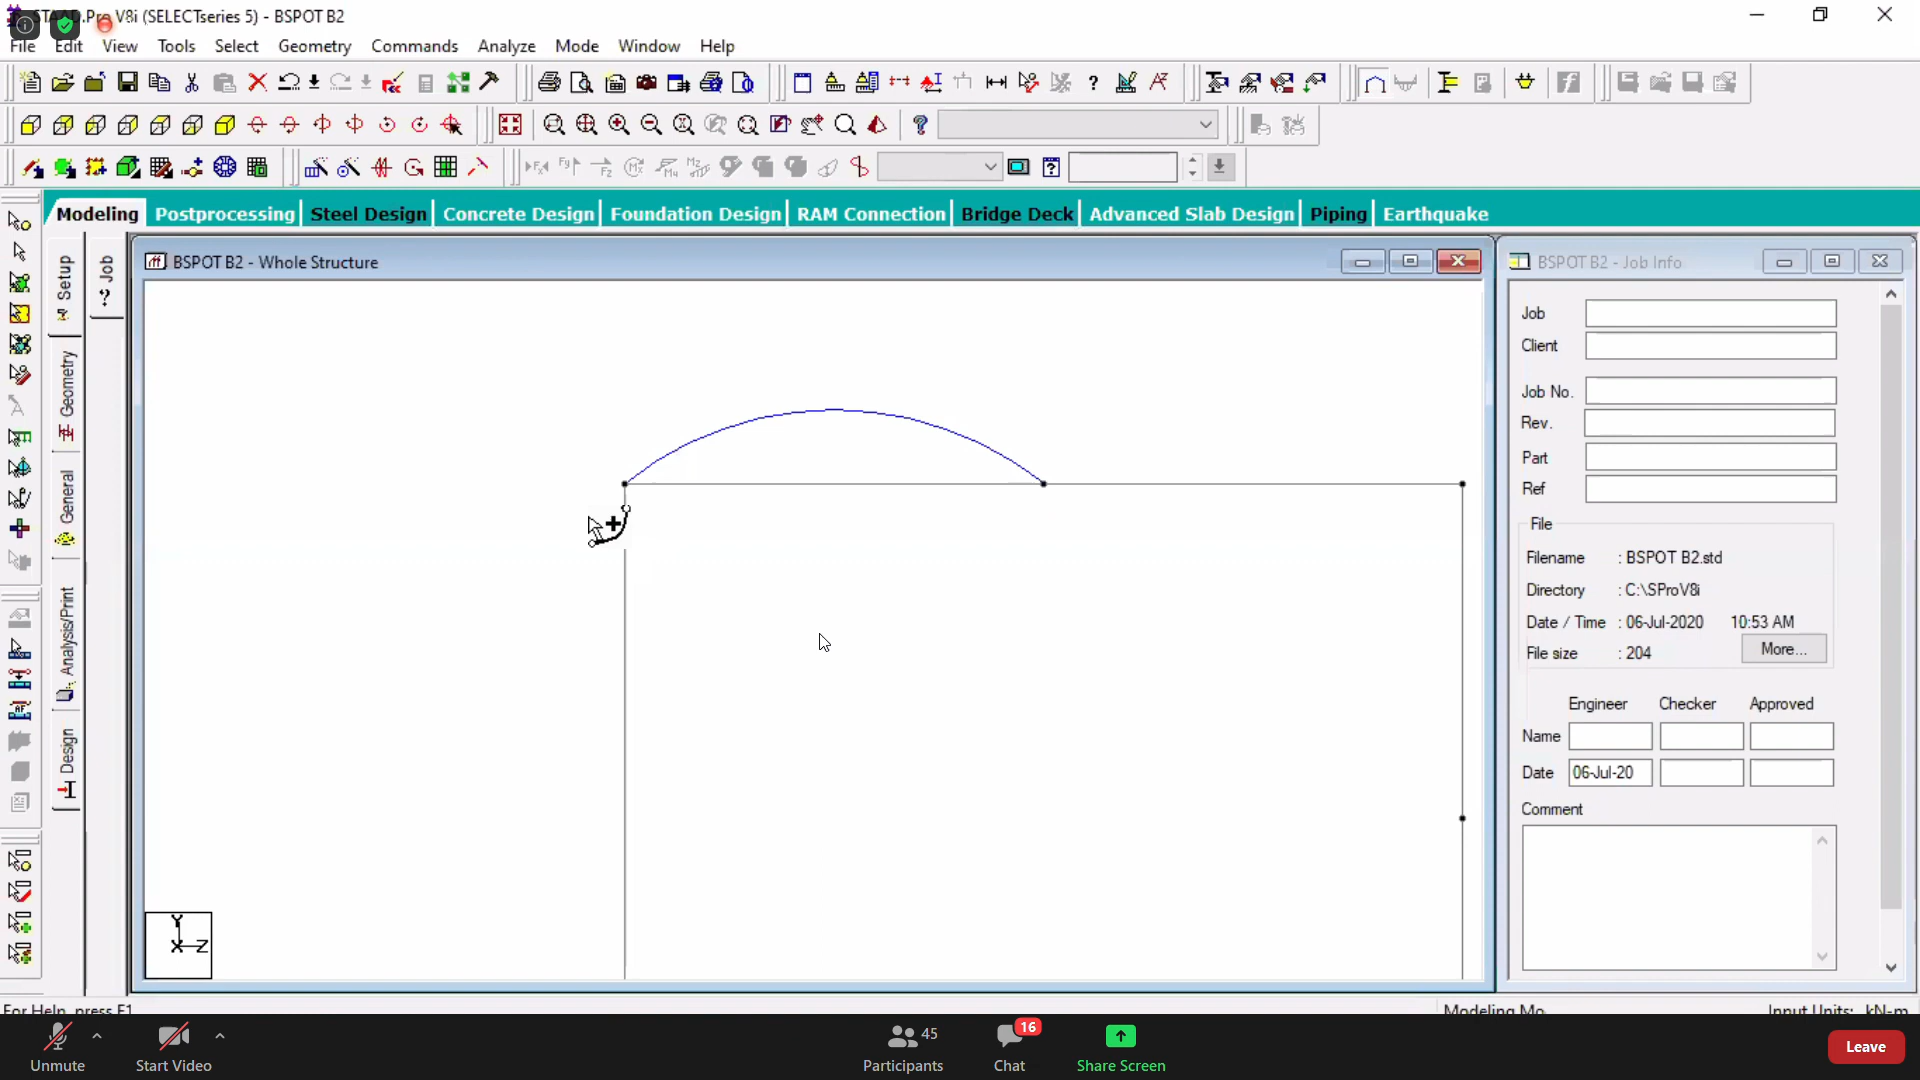 STAAD.Pro V8i (SELECTseries 5) - BSPOT B2
File Edit View Tools Select Geometry Commands Analyze Mode Window Help
Modeling Postprocessing Steel Design Concrete Design Foundation Design RAM Connection Bridge Deck Advanced Slab Design Piping Earthquake
Setup
Geometry
General
Analysis/Print
Design
Job
BSPOT B2 - Whole Structure
Y
X Z
BSPOT B2 - Job Info
Job
Client
Job No.
Rev.
Part
Ref
File
Filename : BSPOT B2.std
Directory : C:\SProV8i
Date / Time : 06-Jul-2020 10:53 AM
File size : 204
More...
Engineer Checker Approved
Name
Date 06-Jul-20
Comment
For Help, press F1
Modeling Mo
Input Units: kN-m
Unmute
Start Video
45
Participants
16
Chat
Share Screen
Leave